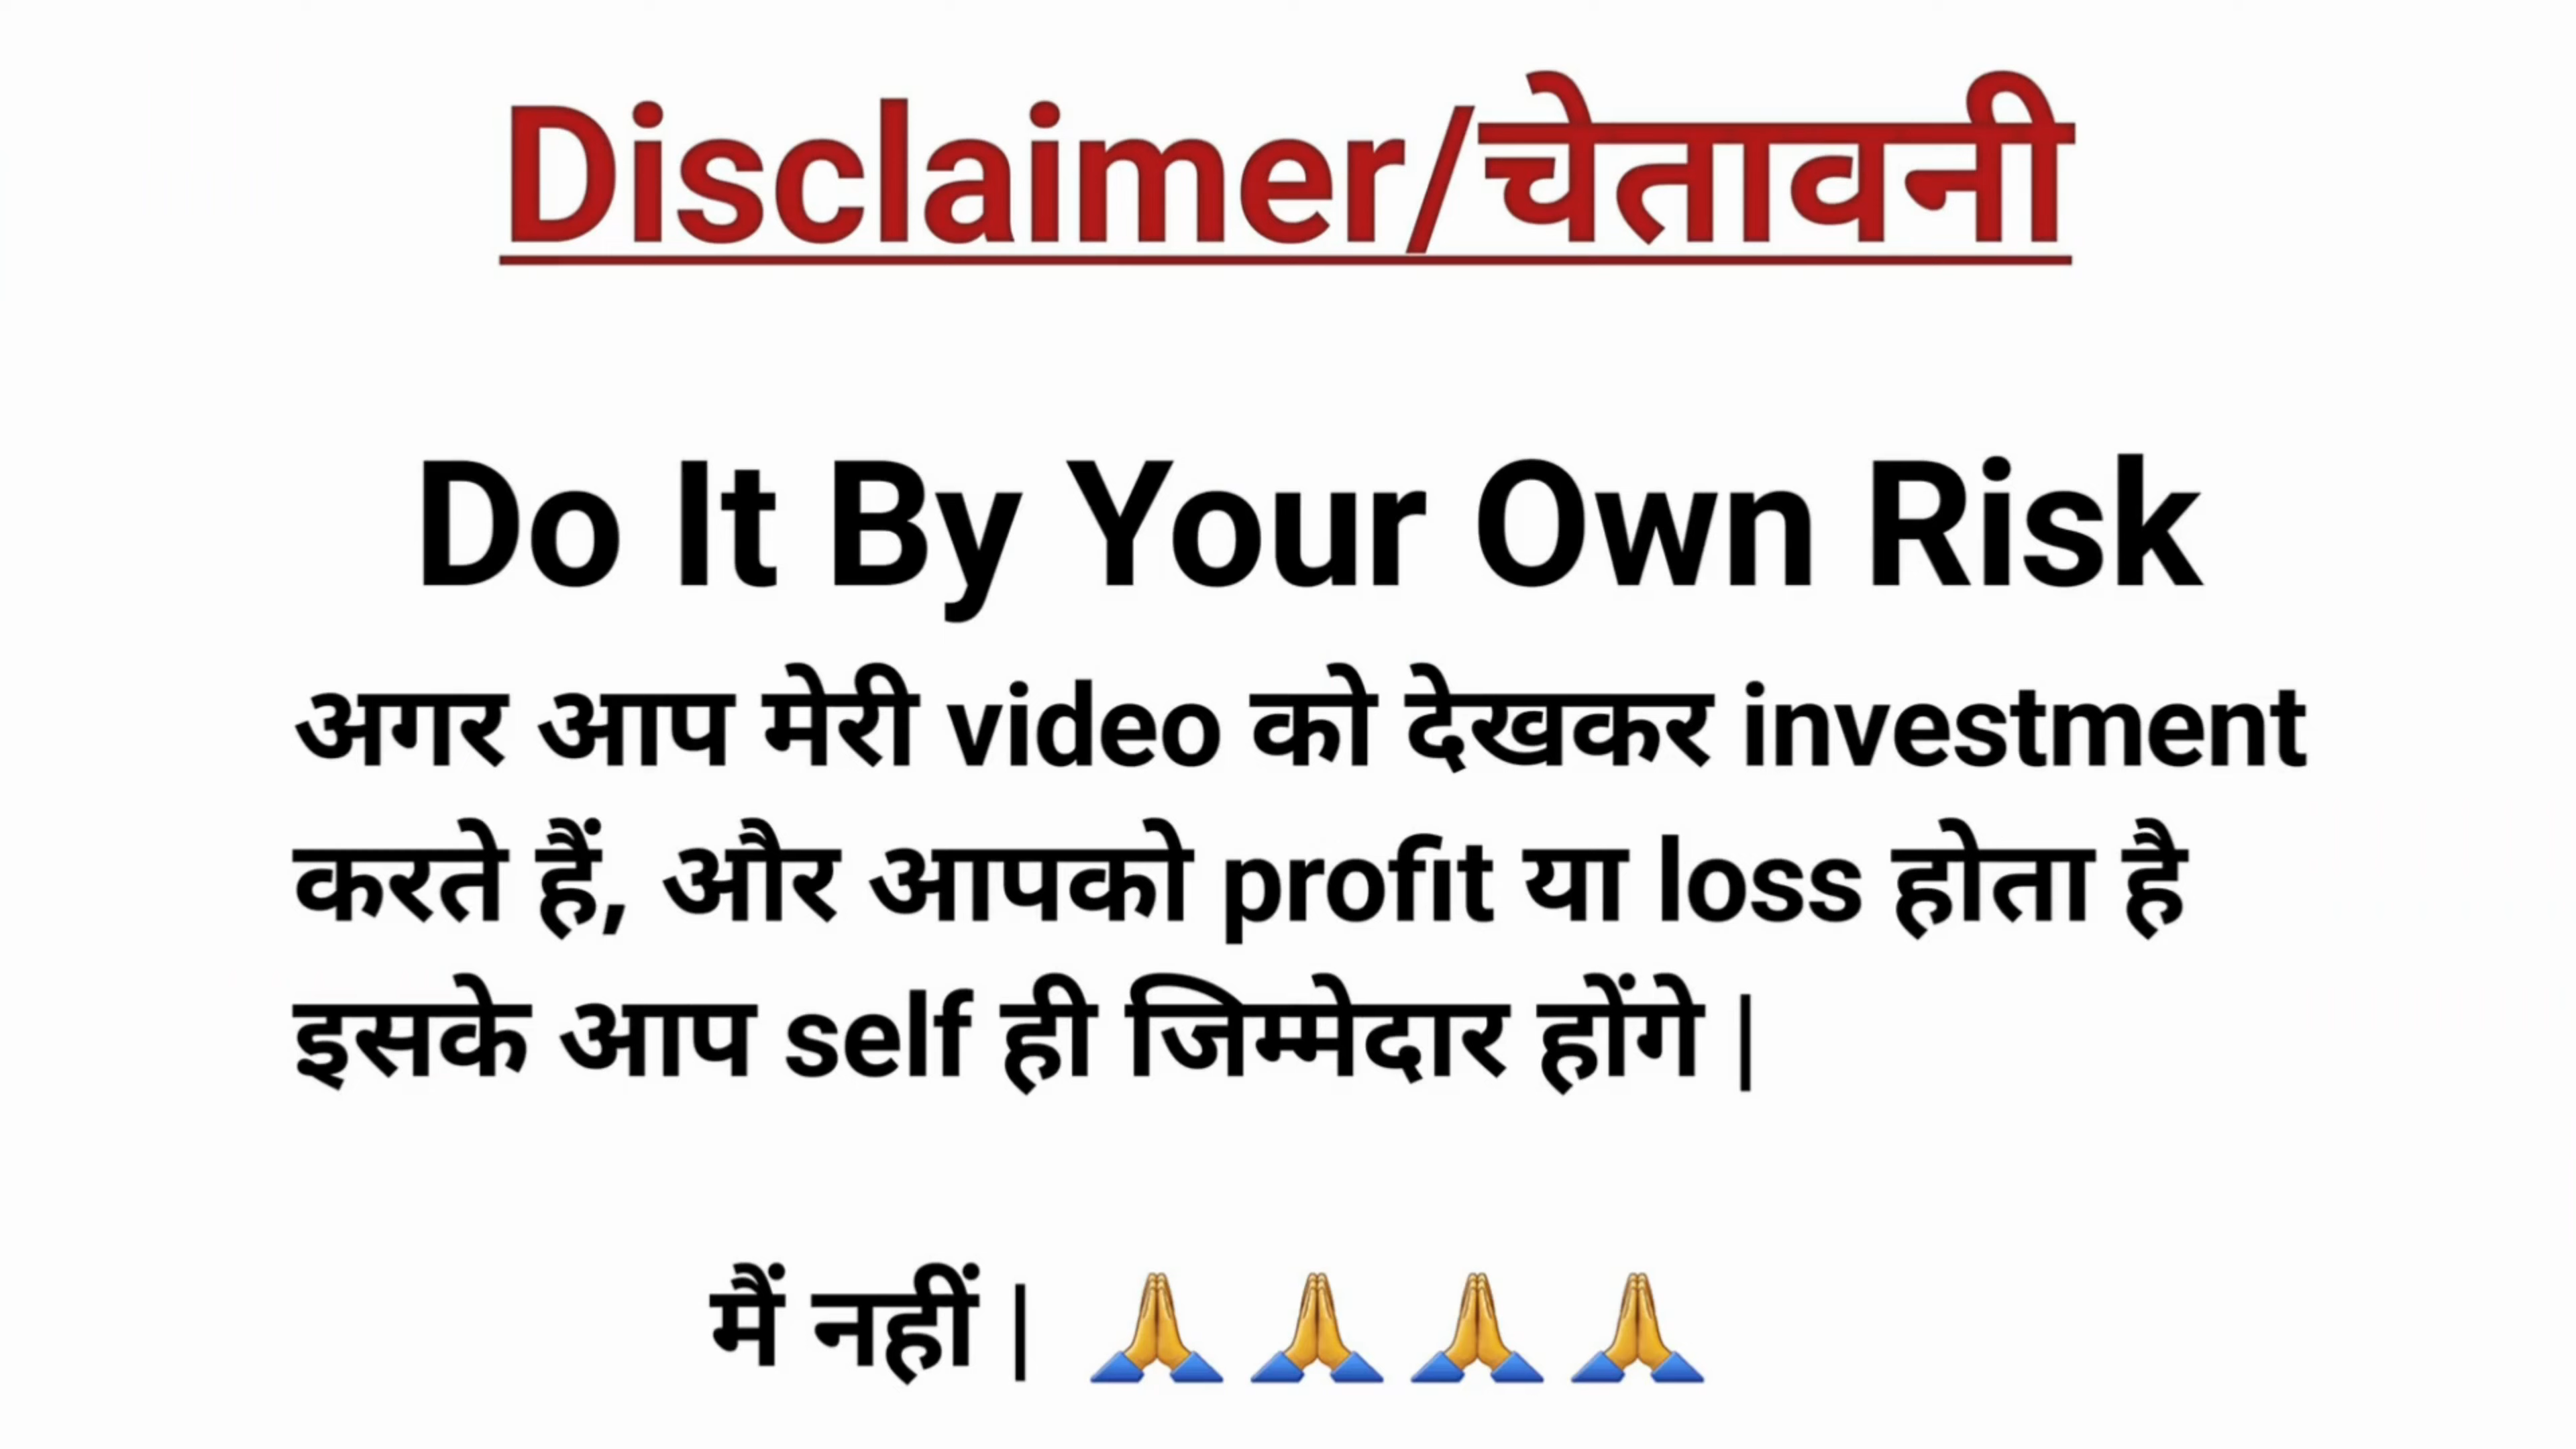 Disclaimer/चेतावनी
Do It By Your Own Risk
अगर आप मेरी video को देखकर investment
करते हैं, और आपको profit या loss होता है
इसके आप self ही जिम्मेदार होंगे |
मैं नहीं | 🙏🙏🙏🙏